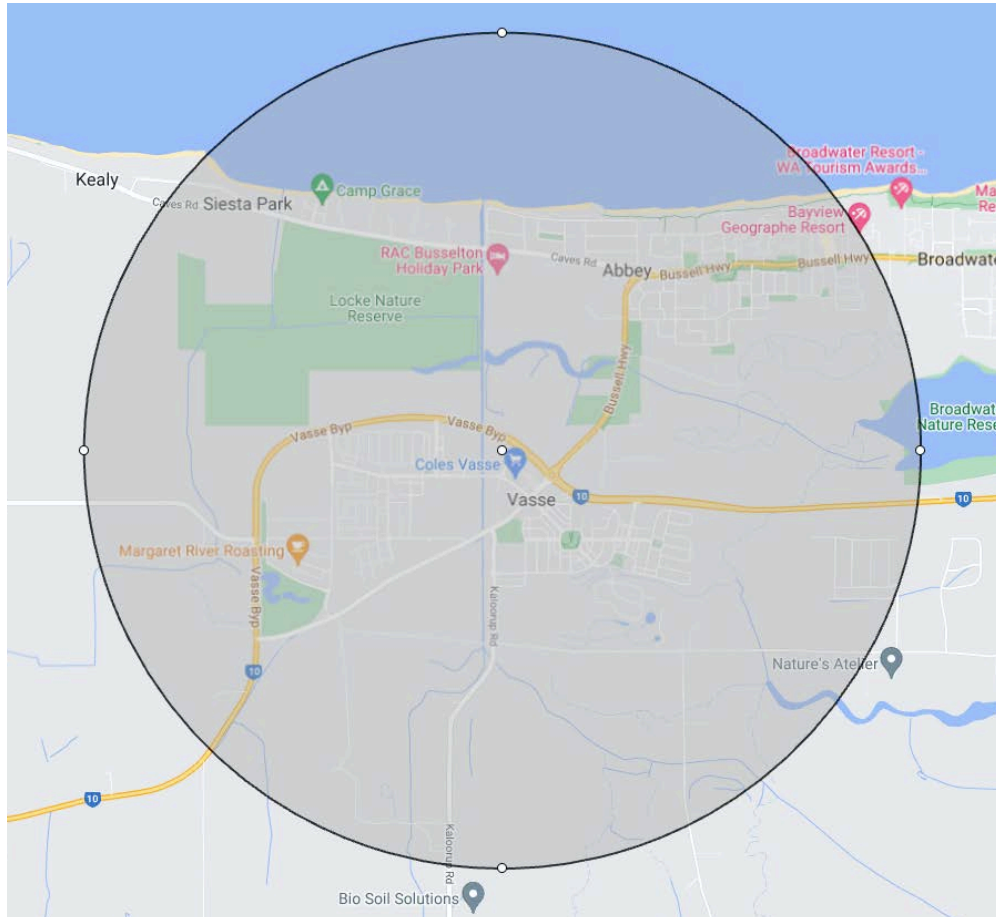 Kealy
Caves Rd
Siesta Park
Camp Grace
Broadwater Resort -
WA Tourism Awards...
Ma
Re
Bayview
Geographe Resort
RAC Busselton
Holiday Park
Caves Rd
Abbey
Bussell Hwy
Bussell Hwy
Broadwate
Locke Nature
Reserve
Bussell Hwy
Broadwat
Nature Rese
Vasse Byp
Vasse Byp
Coles Vasse
Vasse
10
10
Margaret River Roasting
Vasse Byp
Kaloorup Rd
10
Nature's Atelier
10
Kaloorup Rd
Bio Soil Solutions